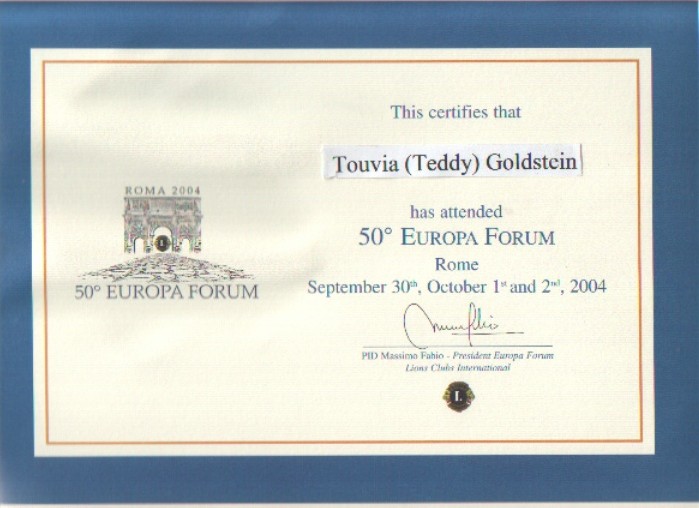 This certifies that
Touvia (Teddy) Goldstein
ROMA 2004
L
50° EUROPA FORUM
has attended
50° EUROPA FORUM
Rome
September 30th, October 1st and 2nd, 2004
PID Massimo Fabio - President Europa Forum
Lions Clubs International
L